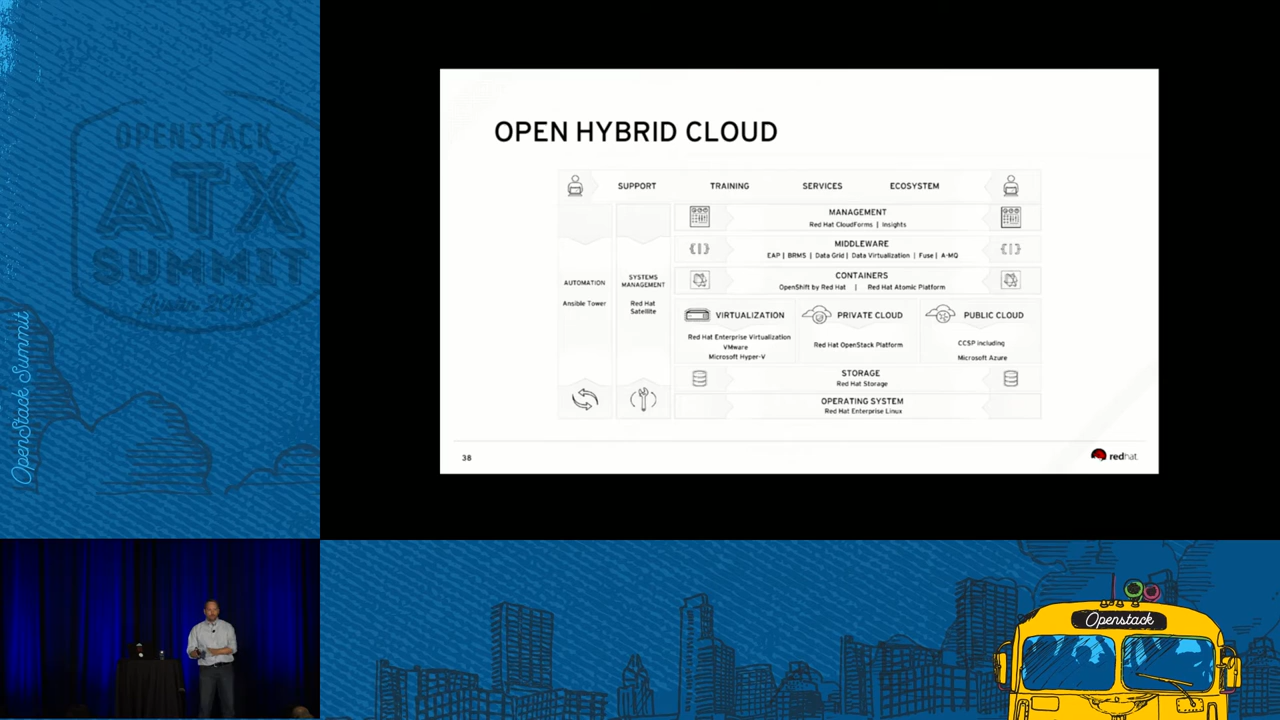 OPENSTACK
ATX
OpenStack Summit
OPEN HYBRID CLOUD
SUPPORT TRAINING SERVICES ECOSYSTEM
MANAGEMENT
Red Hat CloudForms | Insights
MIDDLEWARE
EAP | BRMS | Data Grid | Data Virtualization | Fuse | A-MQ
CONTAINERS
OpenShift by Red Hat | Red Hat Atomic Platform
AUTOMATION
Ansible Tower
SYSTEMS
MANAGEMENT
Red Hat
Satellite
VIRTUALIZATION
Red Hat Enterprise Virtualization
VMware
Microsoft Hyper-V
PRIVATE CLOUD
Red Hat OpenStack Platform
PUBLIC CLOUD
CCSP including
Microsoft Azure
STORAGE
Red Hat Storage
OPERATING SYSTEM
Red Hat Enterprise Linux
38
redhat.
Openstack